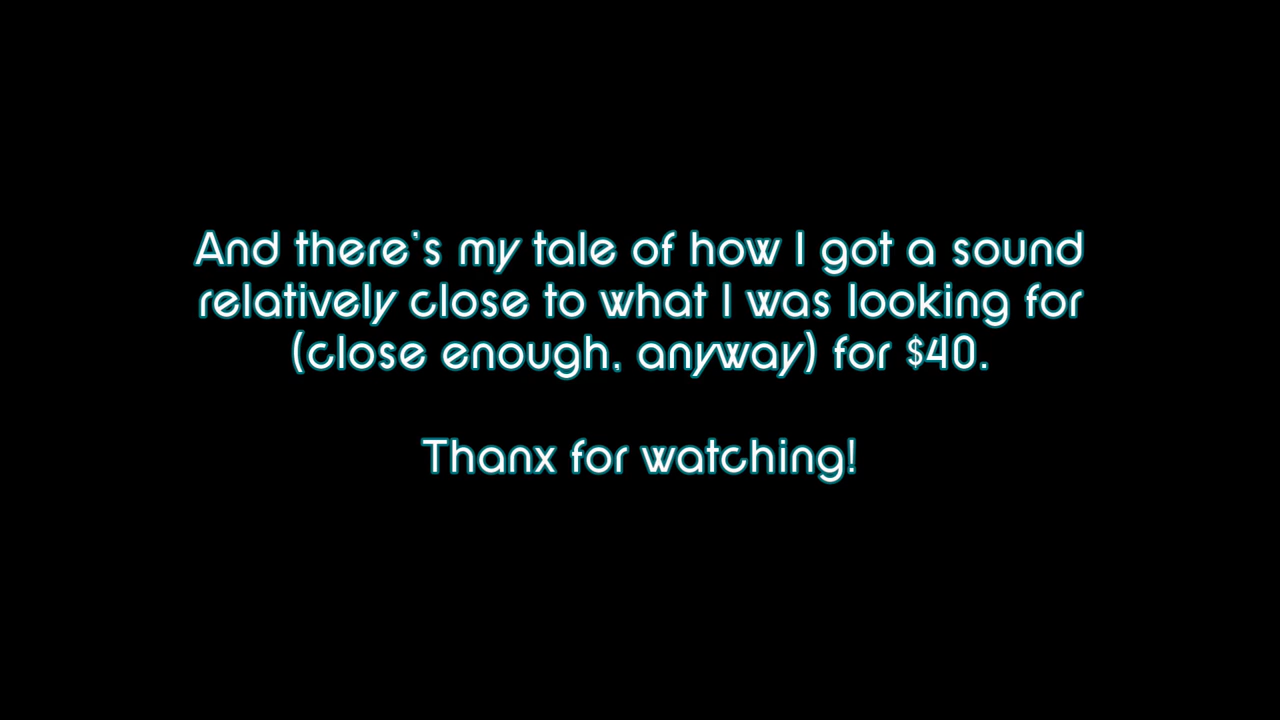 And there's my tale of how I got a sound
relatively close to what I was looking for
(close enough, anyway) for $40.
Thanx for watching!